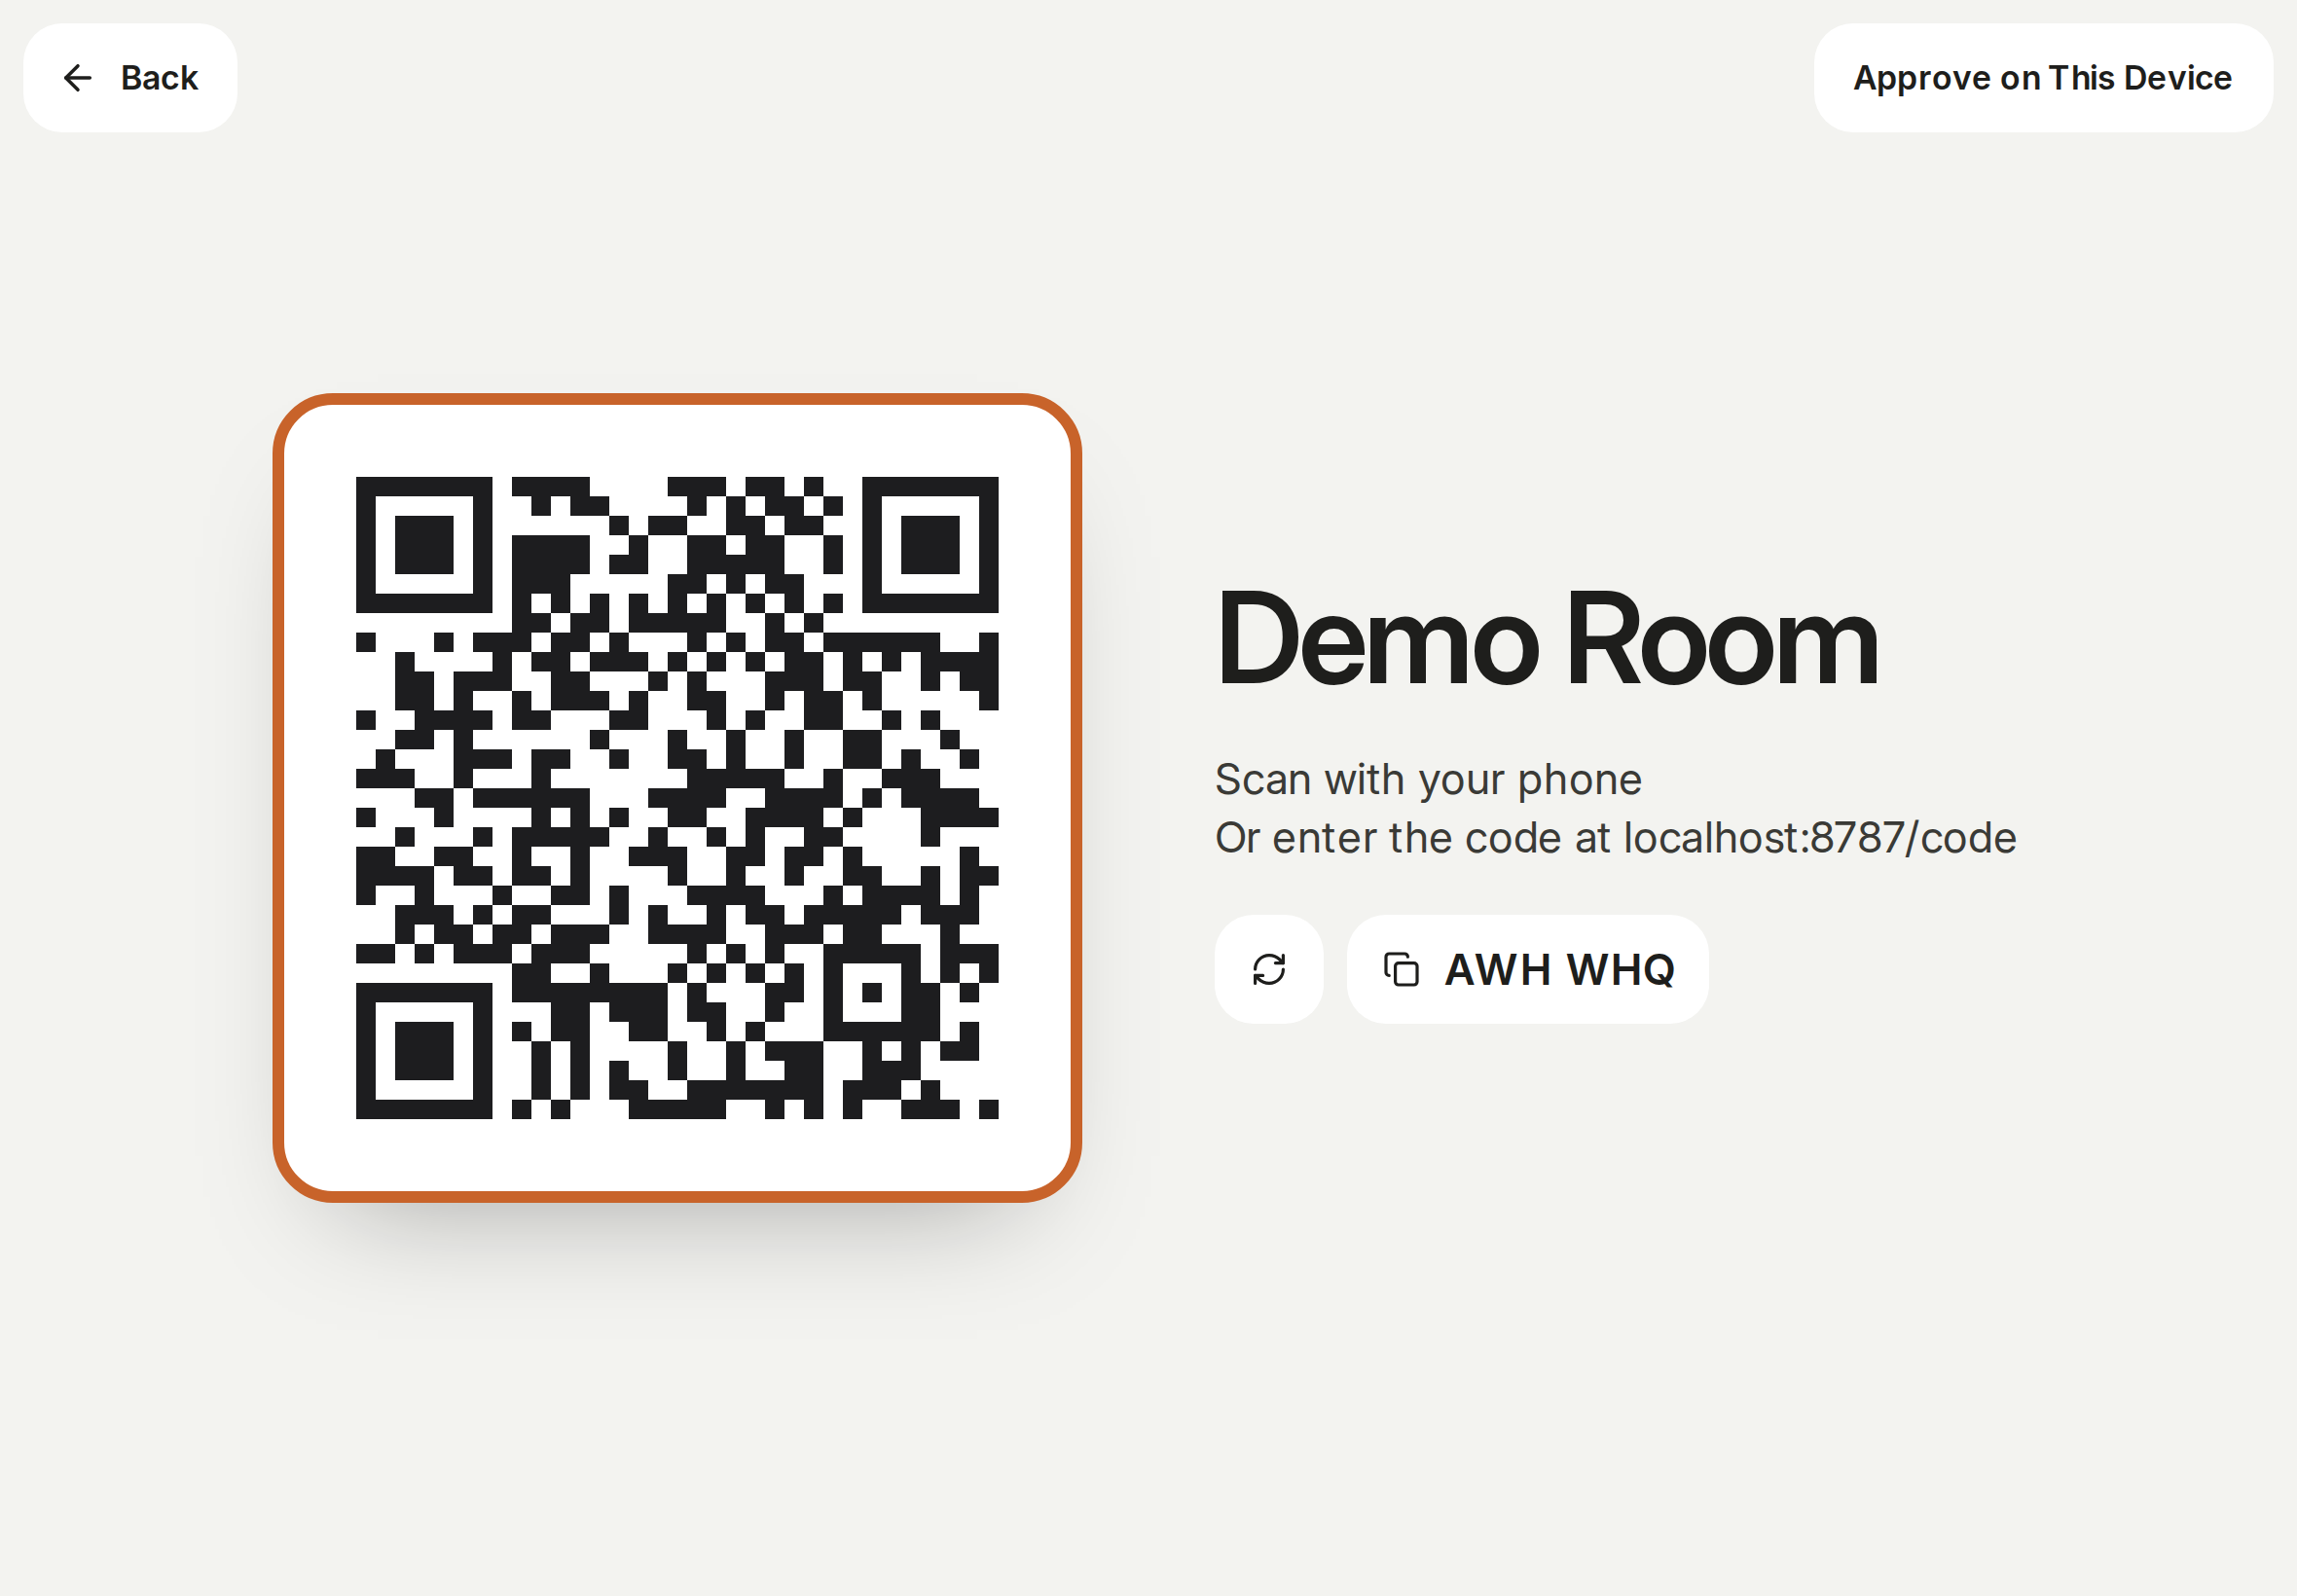 Back
Approve on This Device
Demo Room
Scan with your phone
Or enter the code at localhost:8787/code
AWH WHQ